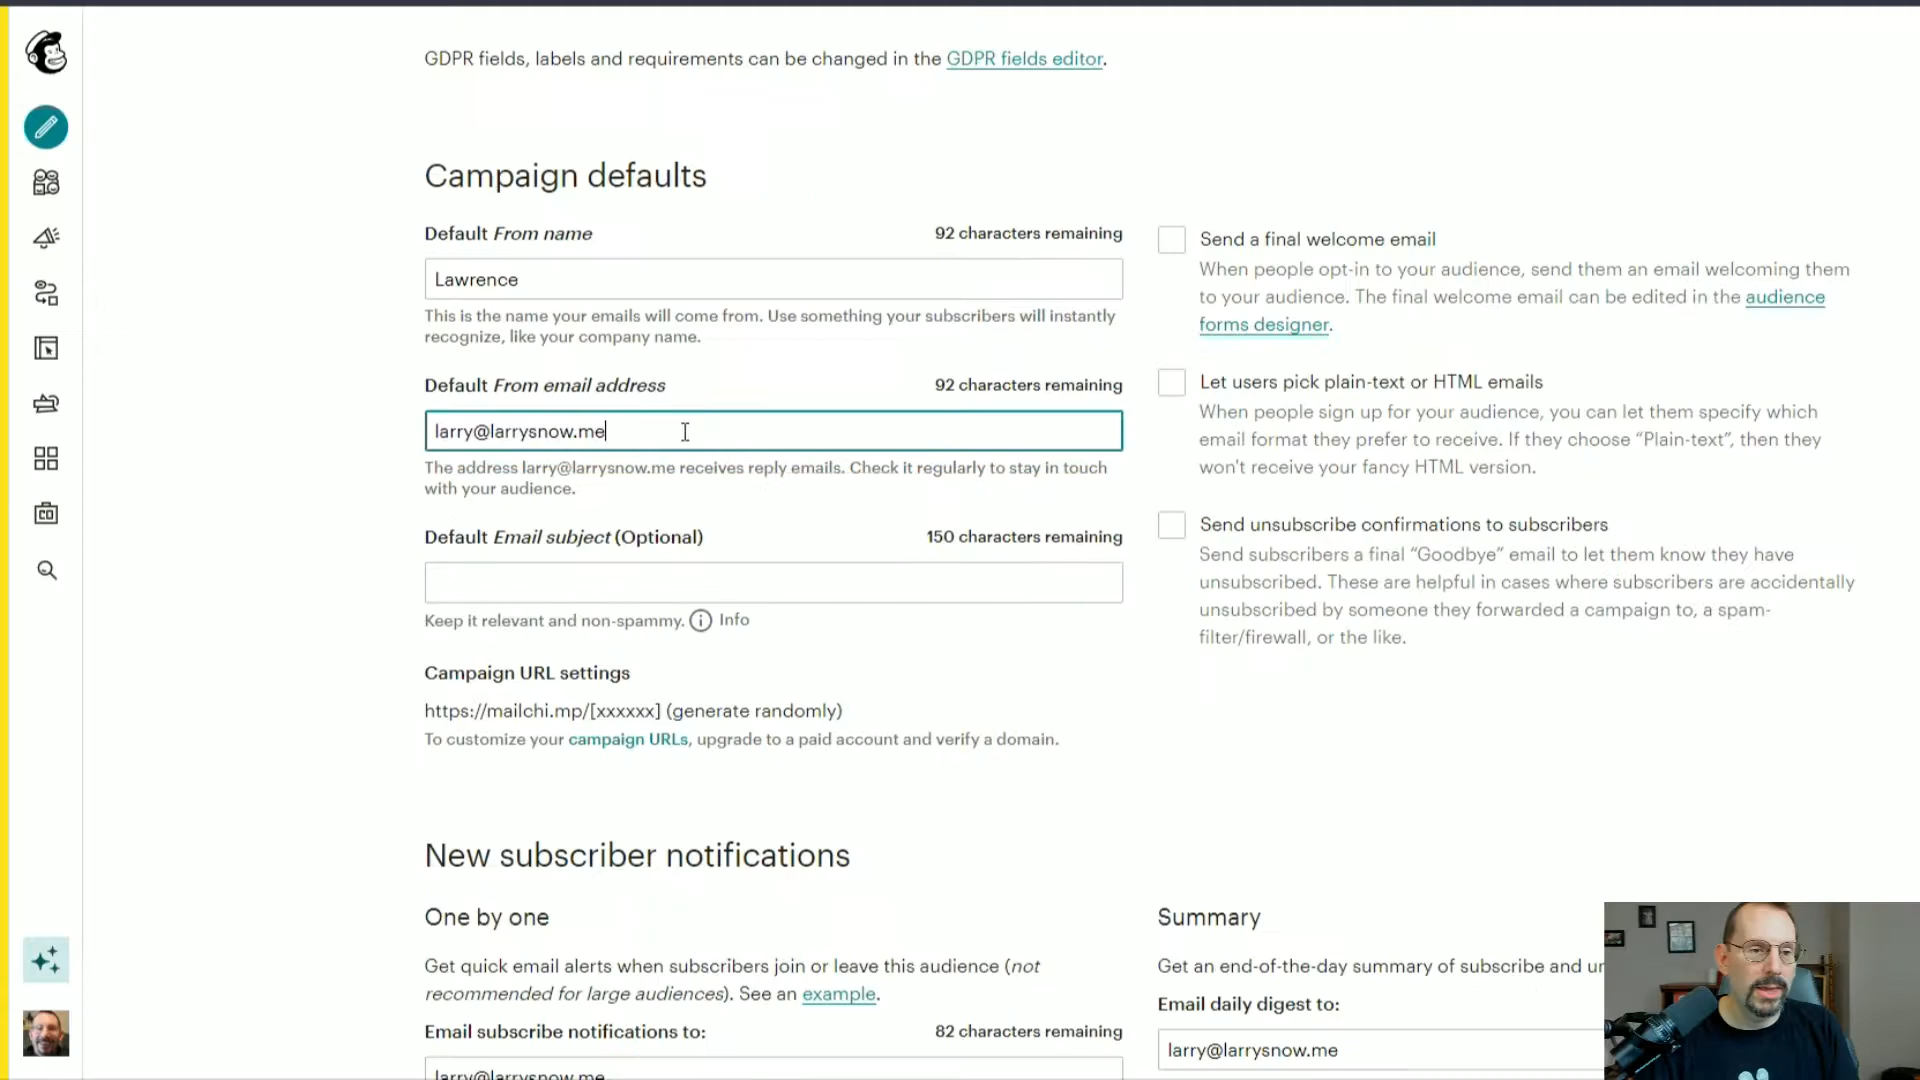 GDPR fields, labels and requirements can be changed in the GDPR fields editor.
Campaign defaults
Default From name
92 characters remaining
Lawrence
This is the name your emails will come from. Use something your subscribers will instantly
recognize, like your company name.
Default From email address
92 characters remaining
larry@larrysnow.me
The address larry@larrysnow.me receives reply emails. Check it regularly to stay in touch
with your audience.
Default Email subject (Optional)
150 characters remaining
Keep it relevant and non-spammy. Info
Campaign URL settings
https://mailchi.mp/[xxxxxx] (generate randomly)
To customize your campaign URLs, upgrade to a paid account and verify a domain.
Send a final welcome email
When people opt-in to your audience, send them an email welcoming them
to your audience. The final welcome email can be edited in the audience
forms designer.
Let users pick plain-text or HTML emails
When people sign up for your audience, you can let them specify which
email format they prefer to receive. If they choose “Plain-text”, then they
won't receive your fancy HTML version.
Send unsubscribe confirmations to subscribers
Send subscribers a final “Goodbye” email to let them know they have
unsubscribed. These are helpful in cases where subscribers are accidentally
unsubscribed by someone they forwarded a campaign to, a spam-
filter/firewall, or the like.
New subscriber notifications
One by one
Get quick email alerts when subscribers join or leave this audience (not
recommended for large audiences). See an example.
Email subscribe notifications to:
82 characters remaining
larry@larrysnow.me
Summary
Get an end-of-the-day summary of subscribe and
Email daily digest to:
larry@larrysnow.me